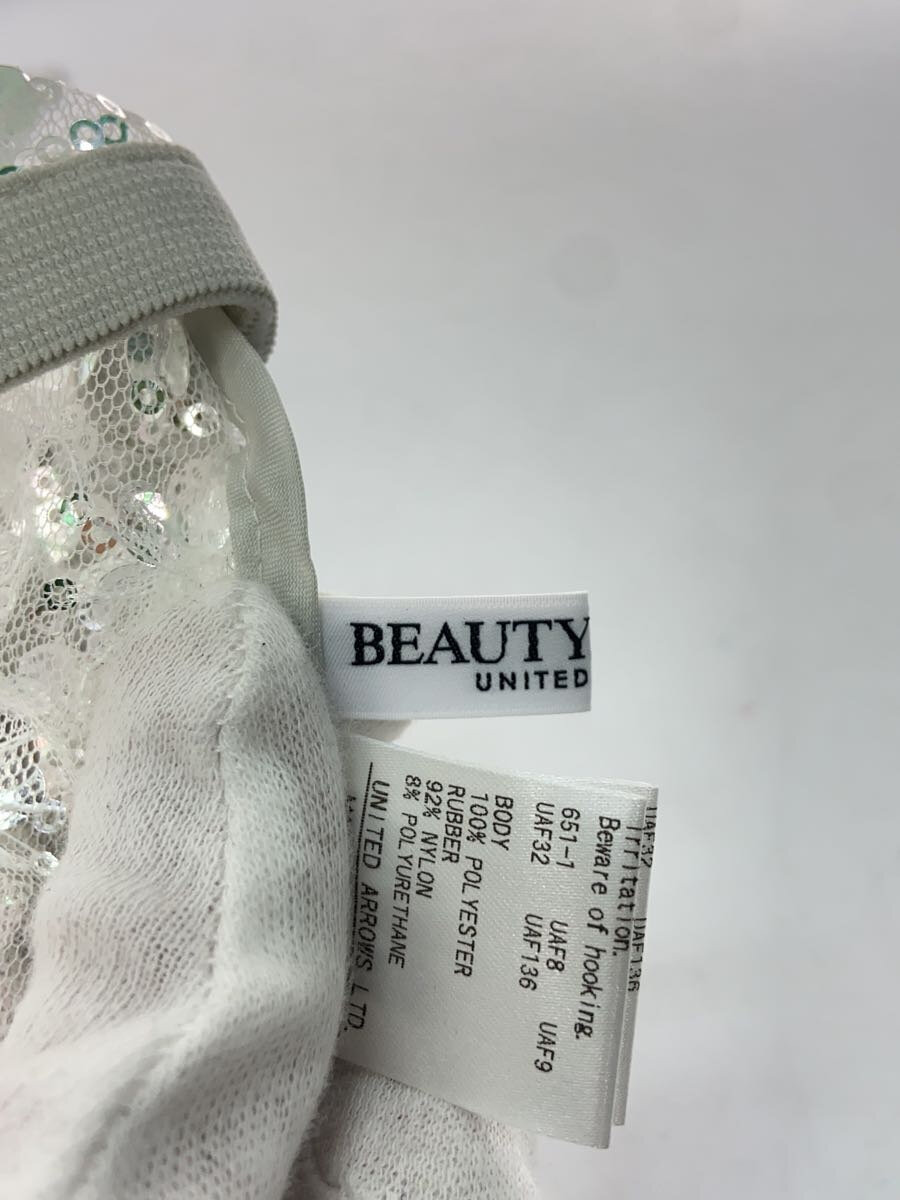 BEAUTY
UNITED
UAF32 UAF136
irritation.
Beware of hooking.
651-1 UAF8 UAF9
UAF32 UAF136
BODY
100% POLYESTER
RUBBER
92% NYLON
8% POLYURETHANE
UNITED ARROWS LTD.